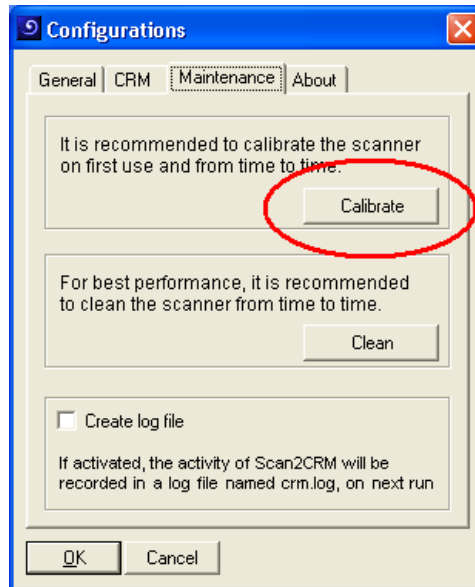 Configurations
General CRM Maintenance About
It is recommended to calibrate the scanner
on first use and from time to time.
Calibrate
For best performance, it is recommended
to clean the scanner from time to time.
Clean
Create log file
If activated, the activity of Scan2CRM will be
recorded in a log file named crm.log, on next run
OK Cancel